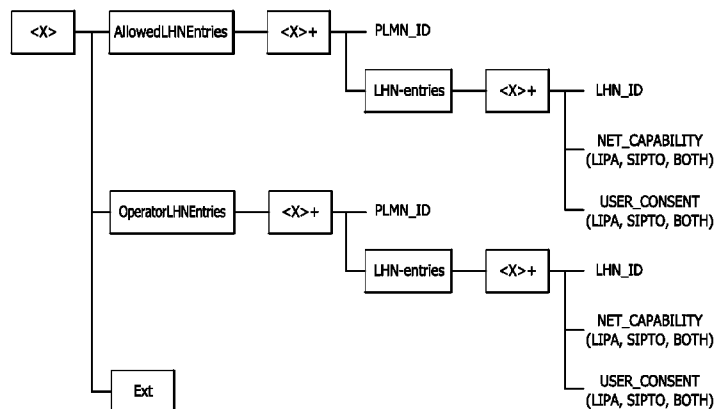 <X> AllowedLHNEntries <X>+ PLMN_ID
LHN-entries <X>+ LHN_ID
NET_CAPABILITY
(LIPA, SIPTO, BOTH)
USER_CONSENT
(LIPA, SIPTO, BOTH)
OperatorLHNEntries <X>+ PLMN_ID
LHN-entries <X>+ LHN_ID
NET_CAPABILITY
(LIPA, SIPTO, BOTH)
USER_CONSENT
(LIPA, SIPTO, BOTH)
Ext